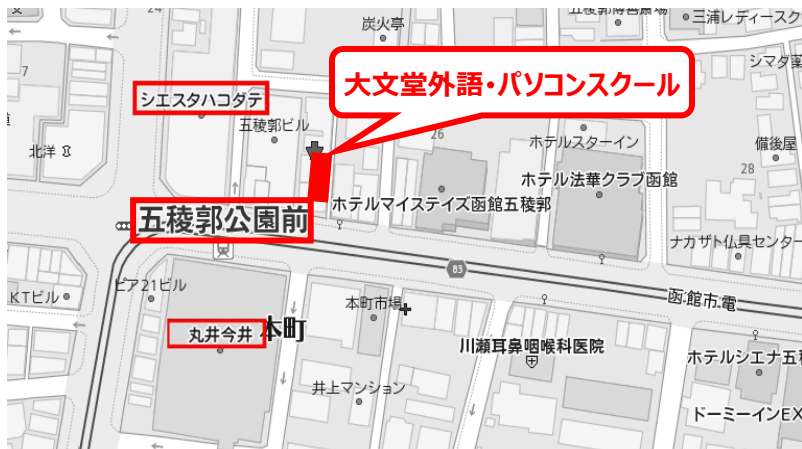 24
炭火亭
三浦レディースク
シマダ薬
7
大文堂外語・パソコンスクール
シエスタハコダテ
五稜郭ビル
26
ホテルスターイン
備後屋
北洋
28
ホテル法華クラブ函館
ホテルマイステイズ函館五稜郭
五稜郭公園前
ナカザト仏具センター
83
ピア21ビル
KTビル
函館市電
本町市場
丸井今井
本町
川瀬耳鼻咽喉科医院
ホテルシエナ五
井上マンション
ドーミーインEX